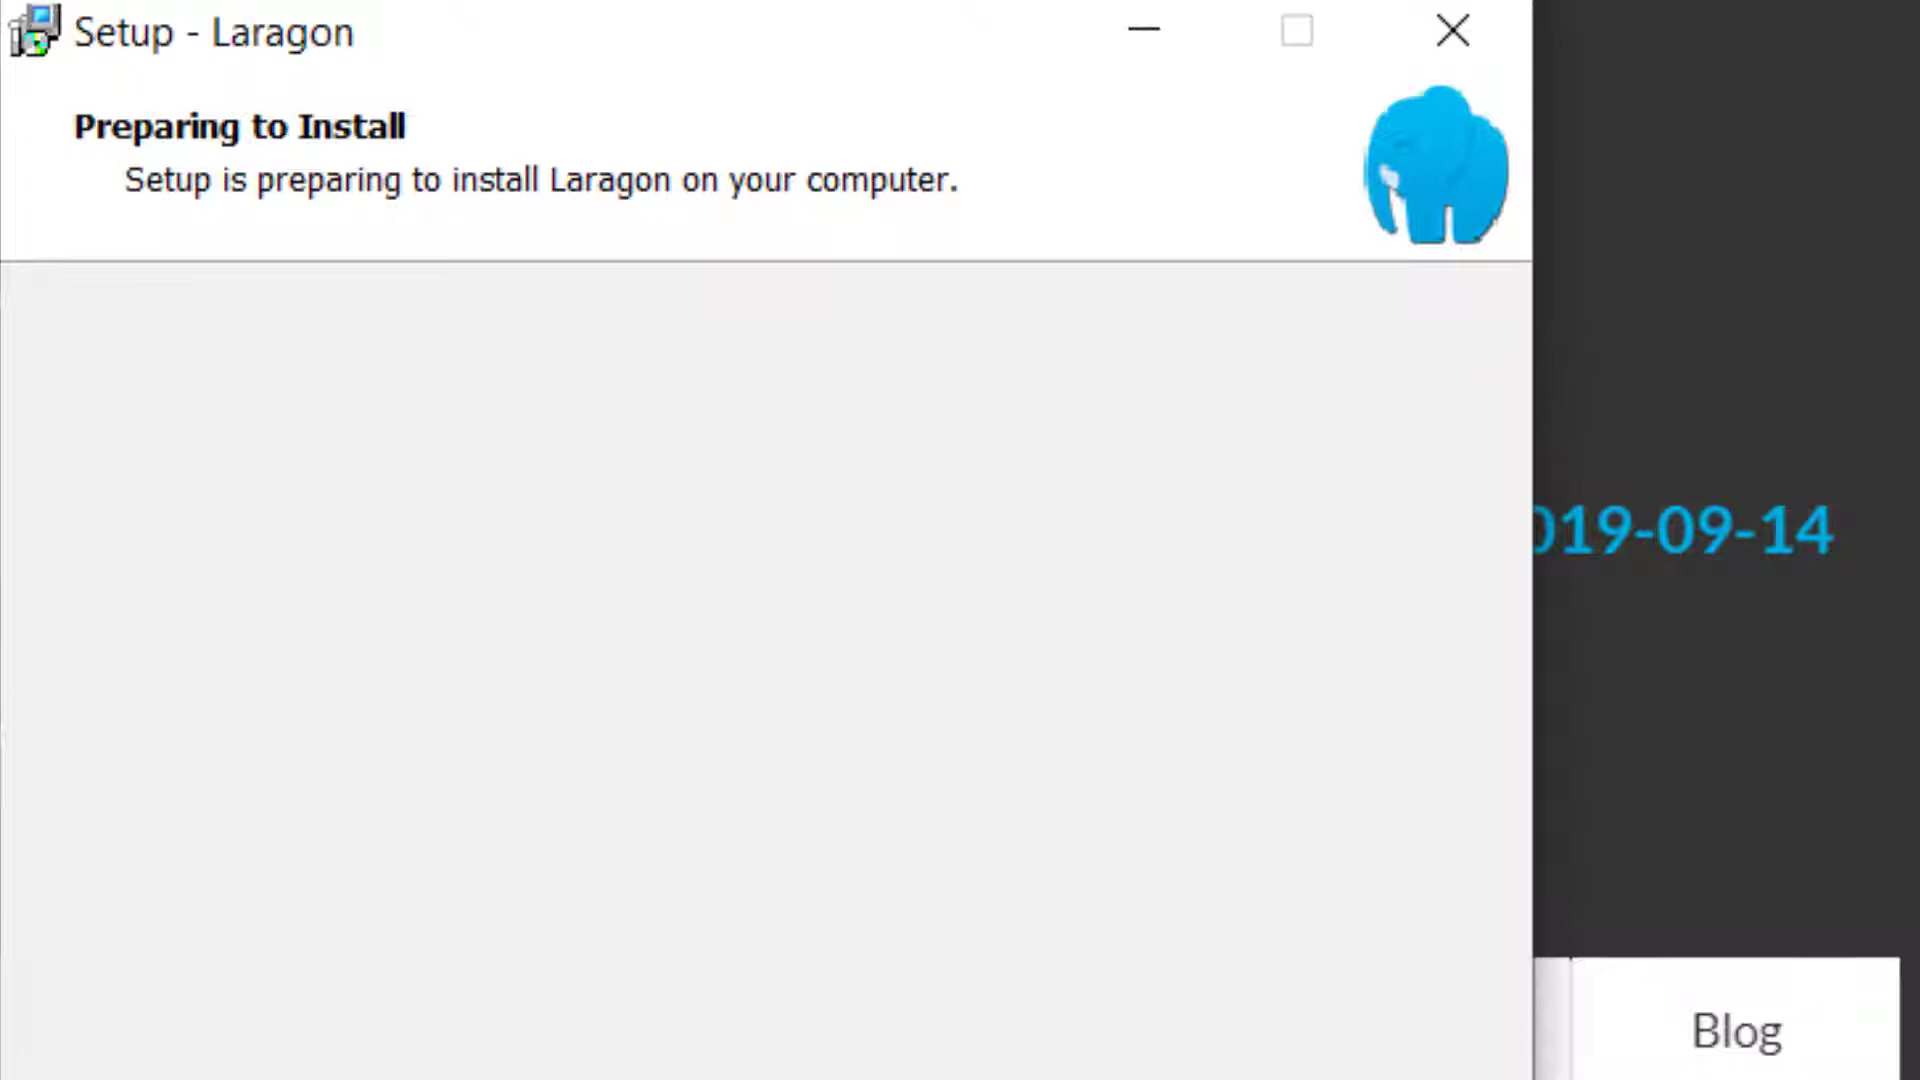 Setup - Laragon
Preparing to Install
Setup is preparing to install Laragon on your computer.
019-09-14
Blog